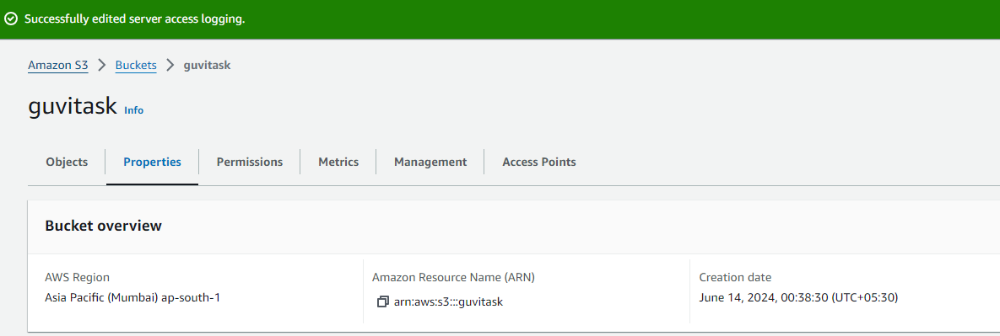 Successfully edited server access logging.
Amazon S3 > Buckets > guvitask
guvitask Info
Objects Properties Permissions Metrics Management Access Points
Bucket overview
AWS Region Amazon Resource Name (ARN) Creation date
Asia Pacific (Mumbai) ap-south-1 arn:aws:s3:::guvitask June 14, 2024, 00:38:30 (UTC+05:30)